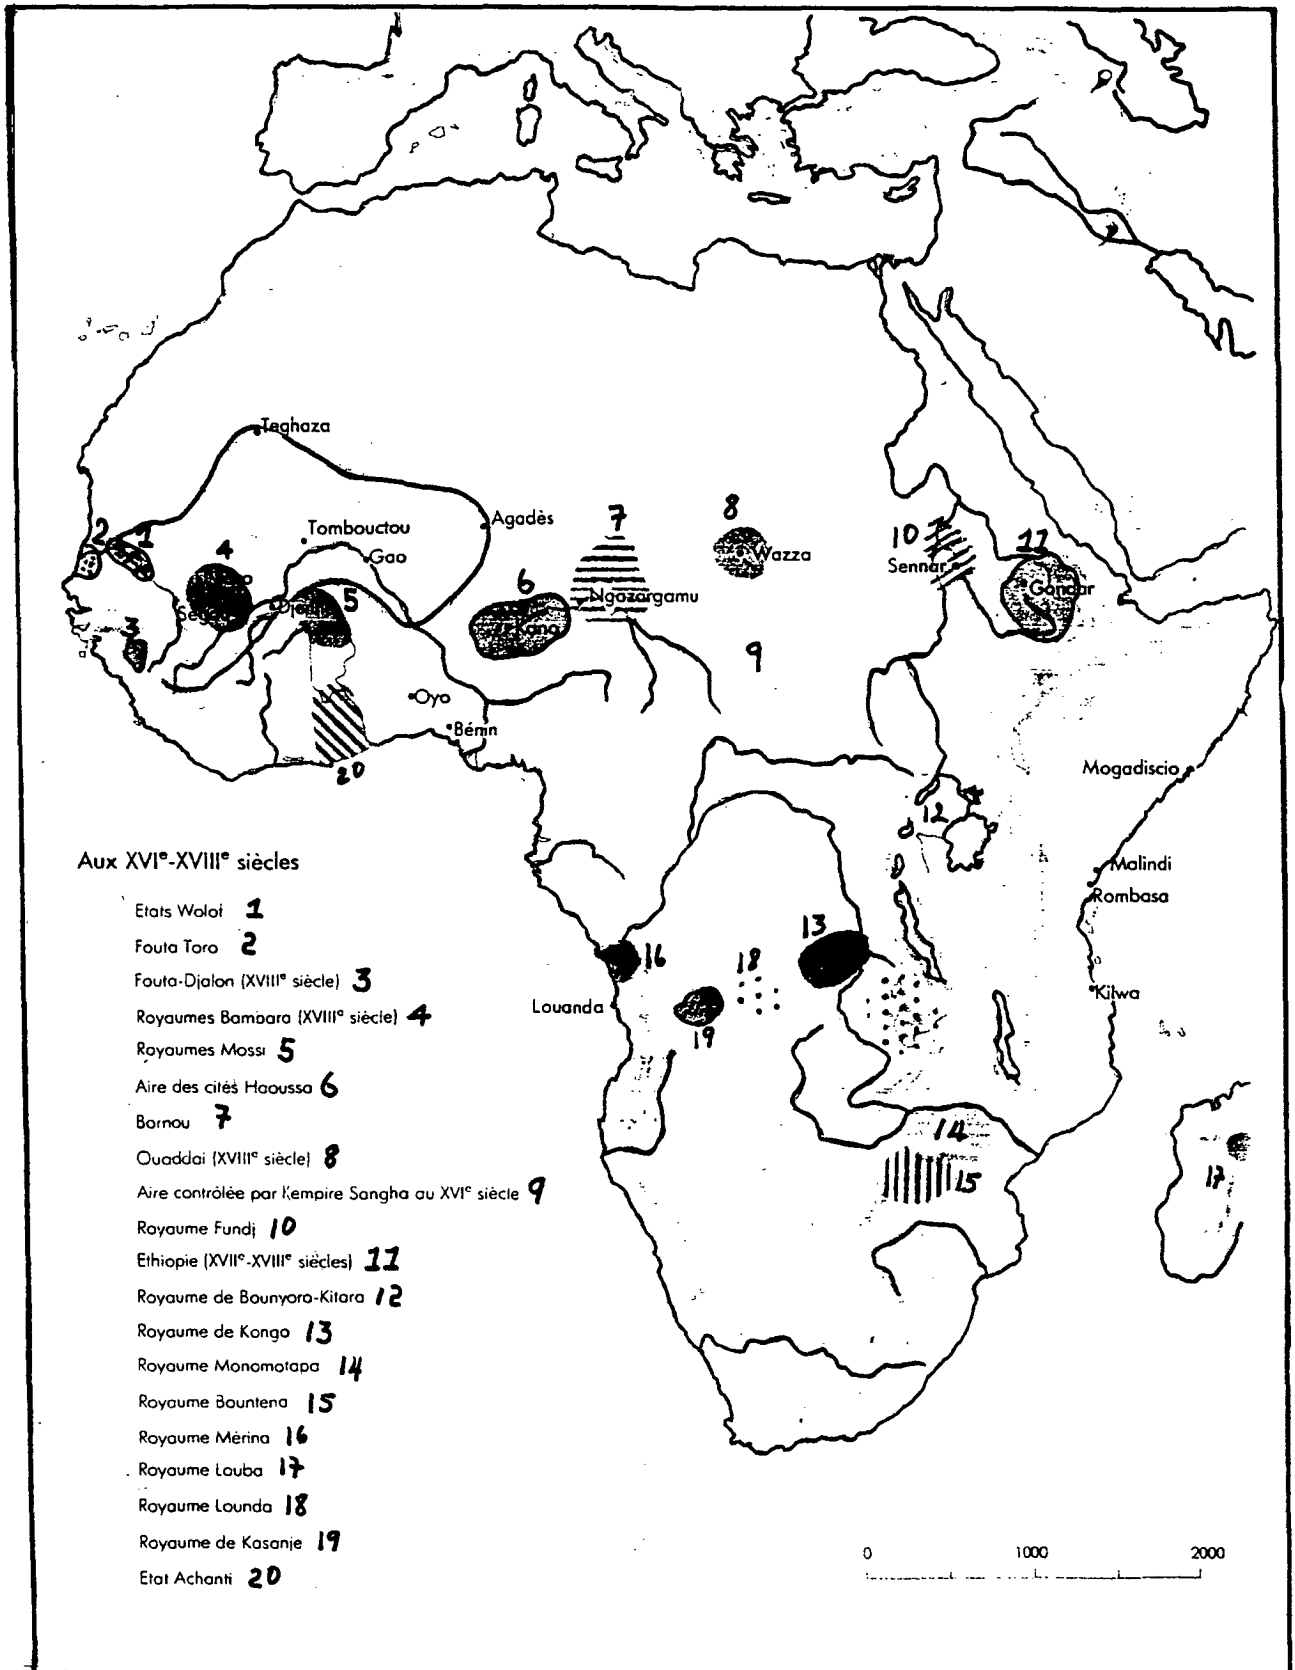 Teghaza
Tombouctou
Agadès
Gao
2
1
4
7
8
10
11
Wazza
Sennar
Gondar
Ngazargamu
6
5
Kano
3
9
Oyo
Bénin
20
Mogadiscio
12
Malindi
Rombasa
13
16
18
Louanda
19
Kilwa
14
15
17
Aux XVIe-XVIIIe siècles
Etats Wolof 1
Fouta Toro 2
Fouta-Djalon (XVIIIe siècle) 3
Royaumes Bambara (XVIIIe siècle) 4
Royaumes Mossi 5
Aire des cités Haoussa 6
Bornou 7
Ouaddai (XVIIIe siècle) 8
Aire contrôlée par l'empire Sangha au XVIe siècle 9
Royaume Fundj 10
Ethiopie (XVIIe-XVIIIe siècles) 11
Royaume de Bounyoro-Kitara 12
Royaume de Kongo 13
Royaume Monomotapa 14
Royaume Bountena 15
Royaume Mérina 16
Royaume Louba 17
Royaume Lounda 18
Royaume de Kasanje 19
Etat Achanti 20
0 1000 2000